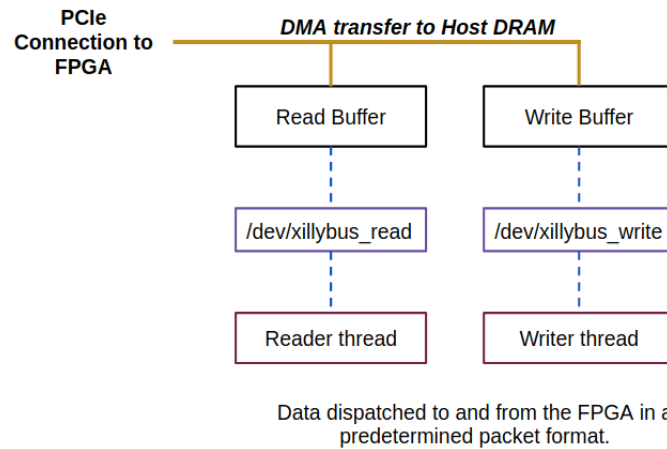 PCIe
Connection to
FPGA
DMA transfer to Host DRAM
Read Buffer
Write Buffer
/dev/xillybus_read
/dev/xillybus_write
Reader thread
Writer thread
Data dispatched to and from the FPGA in a
predetermined packet format.